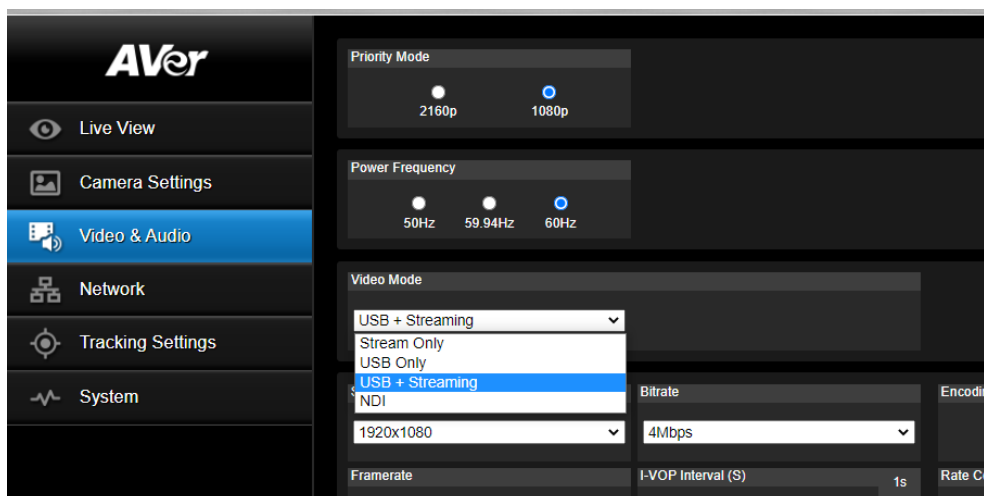 AVer
Live View
Camera Settings
Video & Audio
Network
Tracking Settings
System
Priority Mode
2160p 1080p
Power Frequency
50Hz 59.94Hz 60Hz
Video Mode
USB + Streaming
Stream Only
USB Only
USB + Streaming
NDI
Bitrate
1920x1080
4Mbps
Framerate
I-VOP Interval (S)
1s